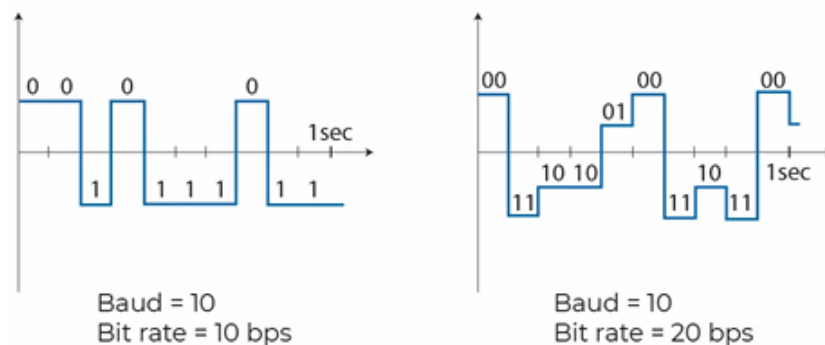 0 0 0 0
1sec
1 1 1 1 1 1
Baud = 10
Bit rate = 10 bps
00 00 00
01
10 10 10 1sec
11 11 11
Baud = 10
Bit rate = 20 bps